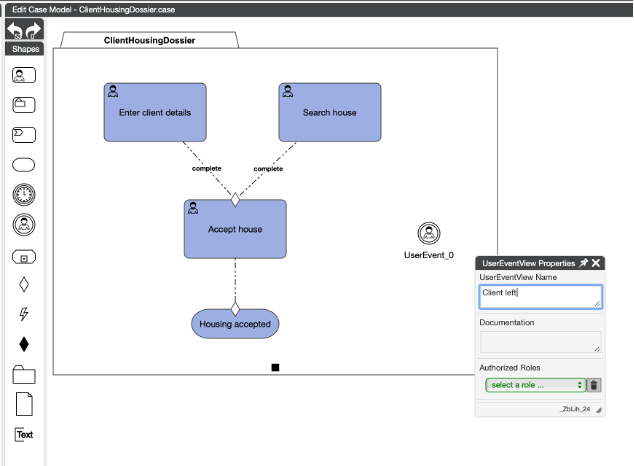 Edit Case Model - ClientHousingDossier.case
Shapes
ClientHousingDossier
Enter client details
Search house
complete
complete
Accept house
UserEvent_0
Housing accepted
Text
UserEventView Properties
UserEventView Name
Client left
Documentation
Authorized Roles
select a role ...
_ZbLih_24